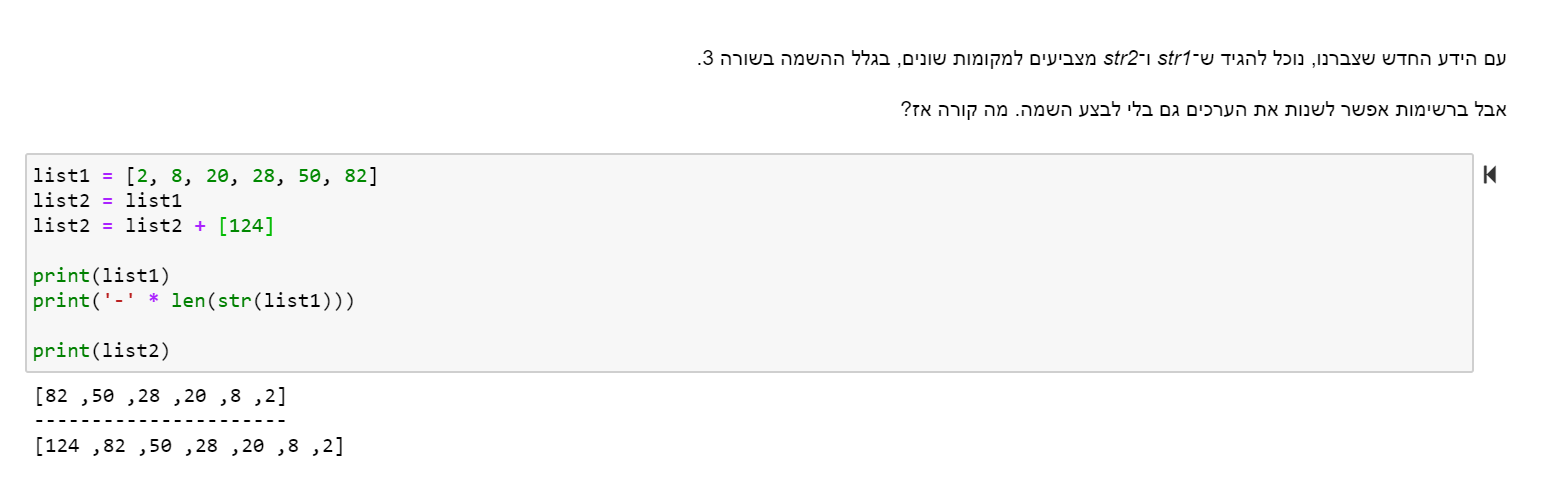 עם הידע החדש שצברנו, נוכל להגיד ש־str1 ו־str2 מצביעים למקומות שונים, בגלל ההשמה בשורה 3.
אבל ברשימות אפשר לשנות את הערכים גם בלי לבצע השמה. מה קורה אז?
list1 = [2, 8, 20, 28, 50, 82]
list2 = list1
list2 = list2 + [124]
print(list1)
print('-' * len(str(list1)))
print(list2)
[82 ,50 ,28 ,20 ,8 ,2]
----------------------
[124 ,82 ,50 ,28 ,20 ,8 ,2]